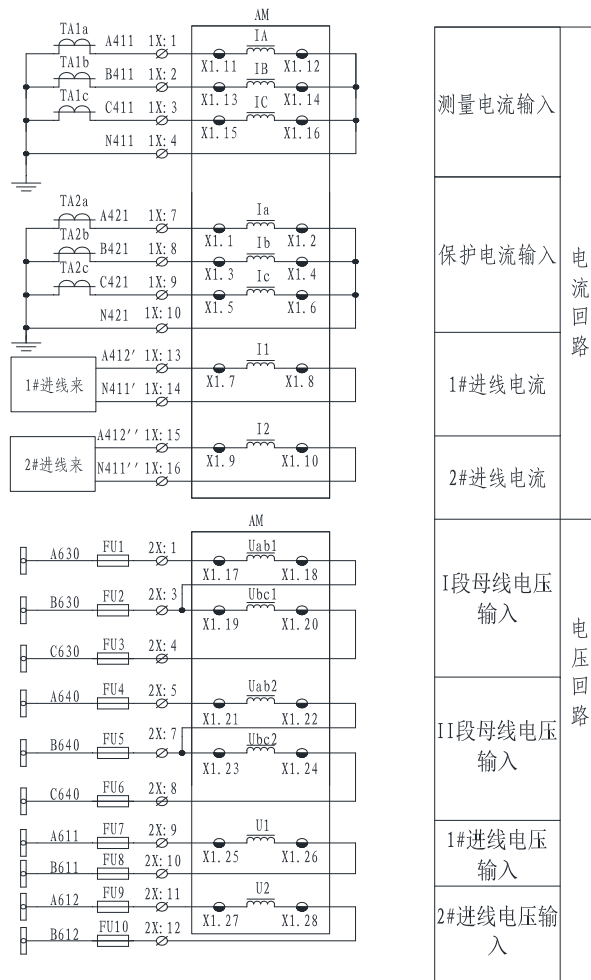 AM
TA1a A411 1X:1 IA
X1.11 X1.12
TA1b B411 1X:2 IB
X1.13 X1.14
TA1c C411 1X:3 IC
X1.15 X1.16
N411 1X:4
测量电流输入
TA2a A421 1X:7 Ia
X1.1 X1.2
TA2b B421 1X:8 Ib
X1.3 X1.4
TA2c C421 1X:9 Ic
X1.5 X1.6
N421 1X:10
保护电流输入
电流回路
1#进线来
A412' 1X:13 I1
X1.7 X1.8
N411' 1X:14
1#进线电流
2#进线来
A412'' 1X:15 I2
X1.9 X1.10
N411'' 1X:16
2#进线电流
AM
A630 FU1 2X:1 Uab1
X1.17 X1.18
B630 FU2 2X:3 Ubc1
X1.19 X1.20
C630 FU3 2X:4
I段母线电压
输入
A640 FU4 2X:5 Uab2
X1.21 X1.22
B640 FU5 2X:7 Ubc2
X1.23 X1.24
C640 FU6 2X:8
II段母线电压
输入
电压回路
A611 FU7 2X:9 U1
X1.25 X1.26
B611 FU8 2X:10
1#进线电压
输入
A612 FU9 2X:11 U2
X1.27 X1.28
B612 FU10 2X:12
2#进线电压输
入